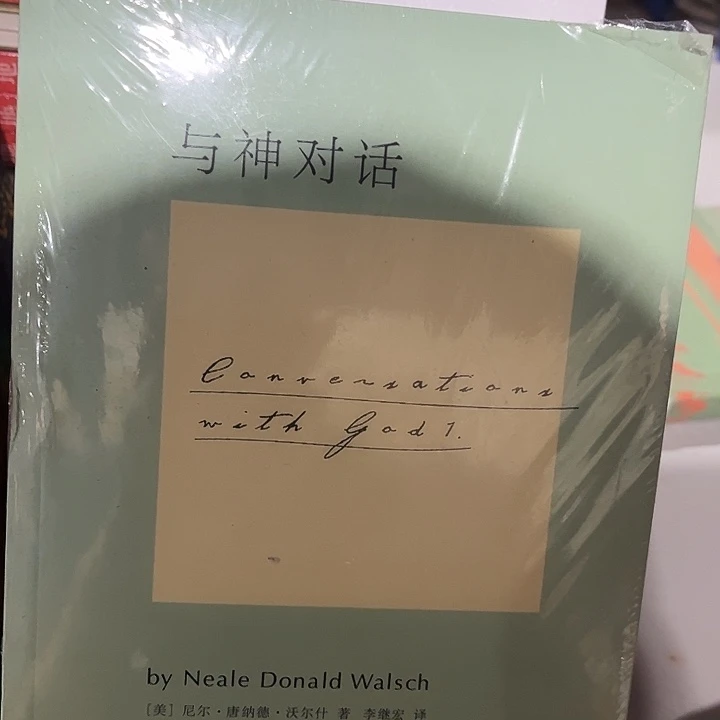 与神对话
Conversations
with God 1.
by Neale Donald Walsch
[美] 尼尔·唐纳德·沃尔什 著 李继宏 译